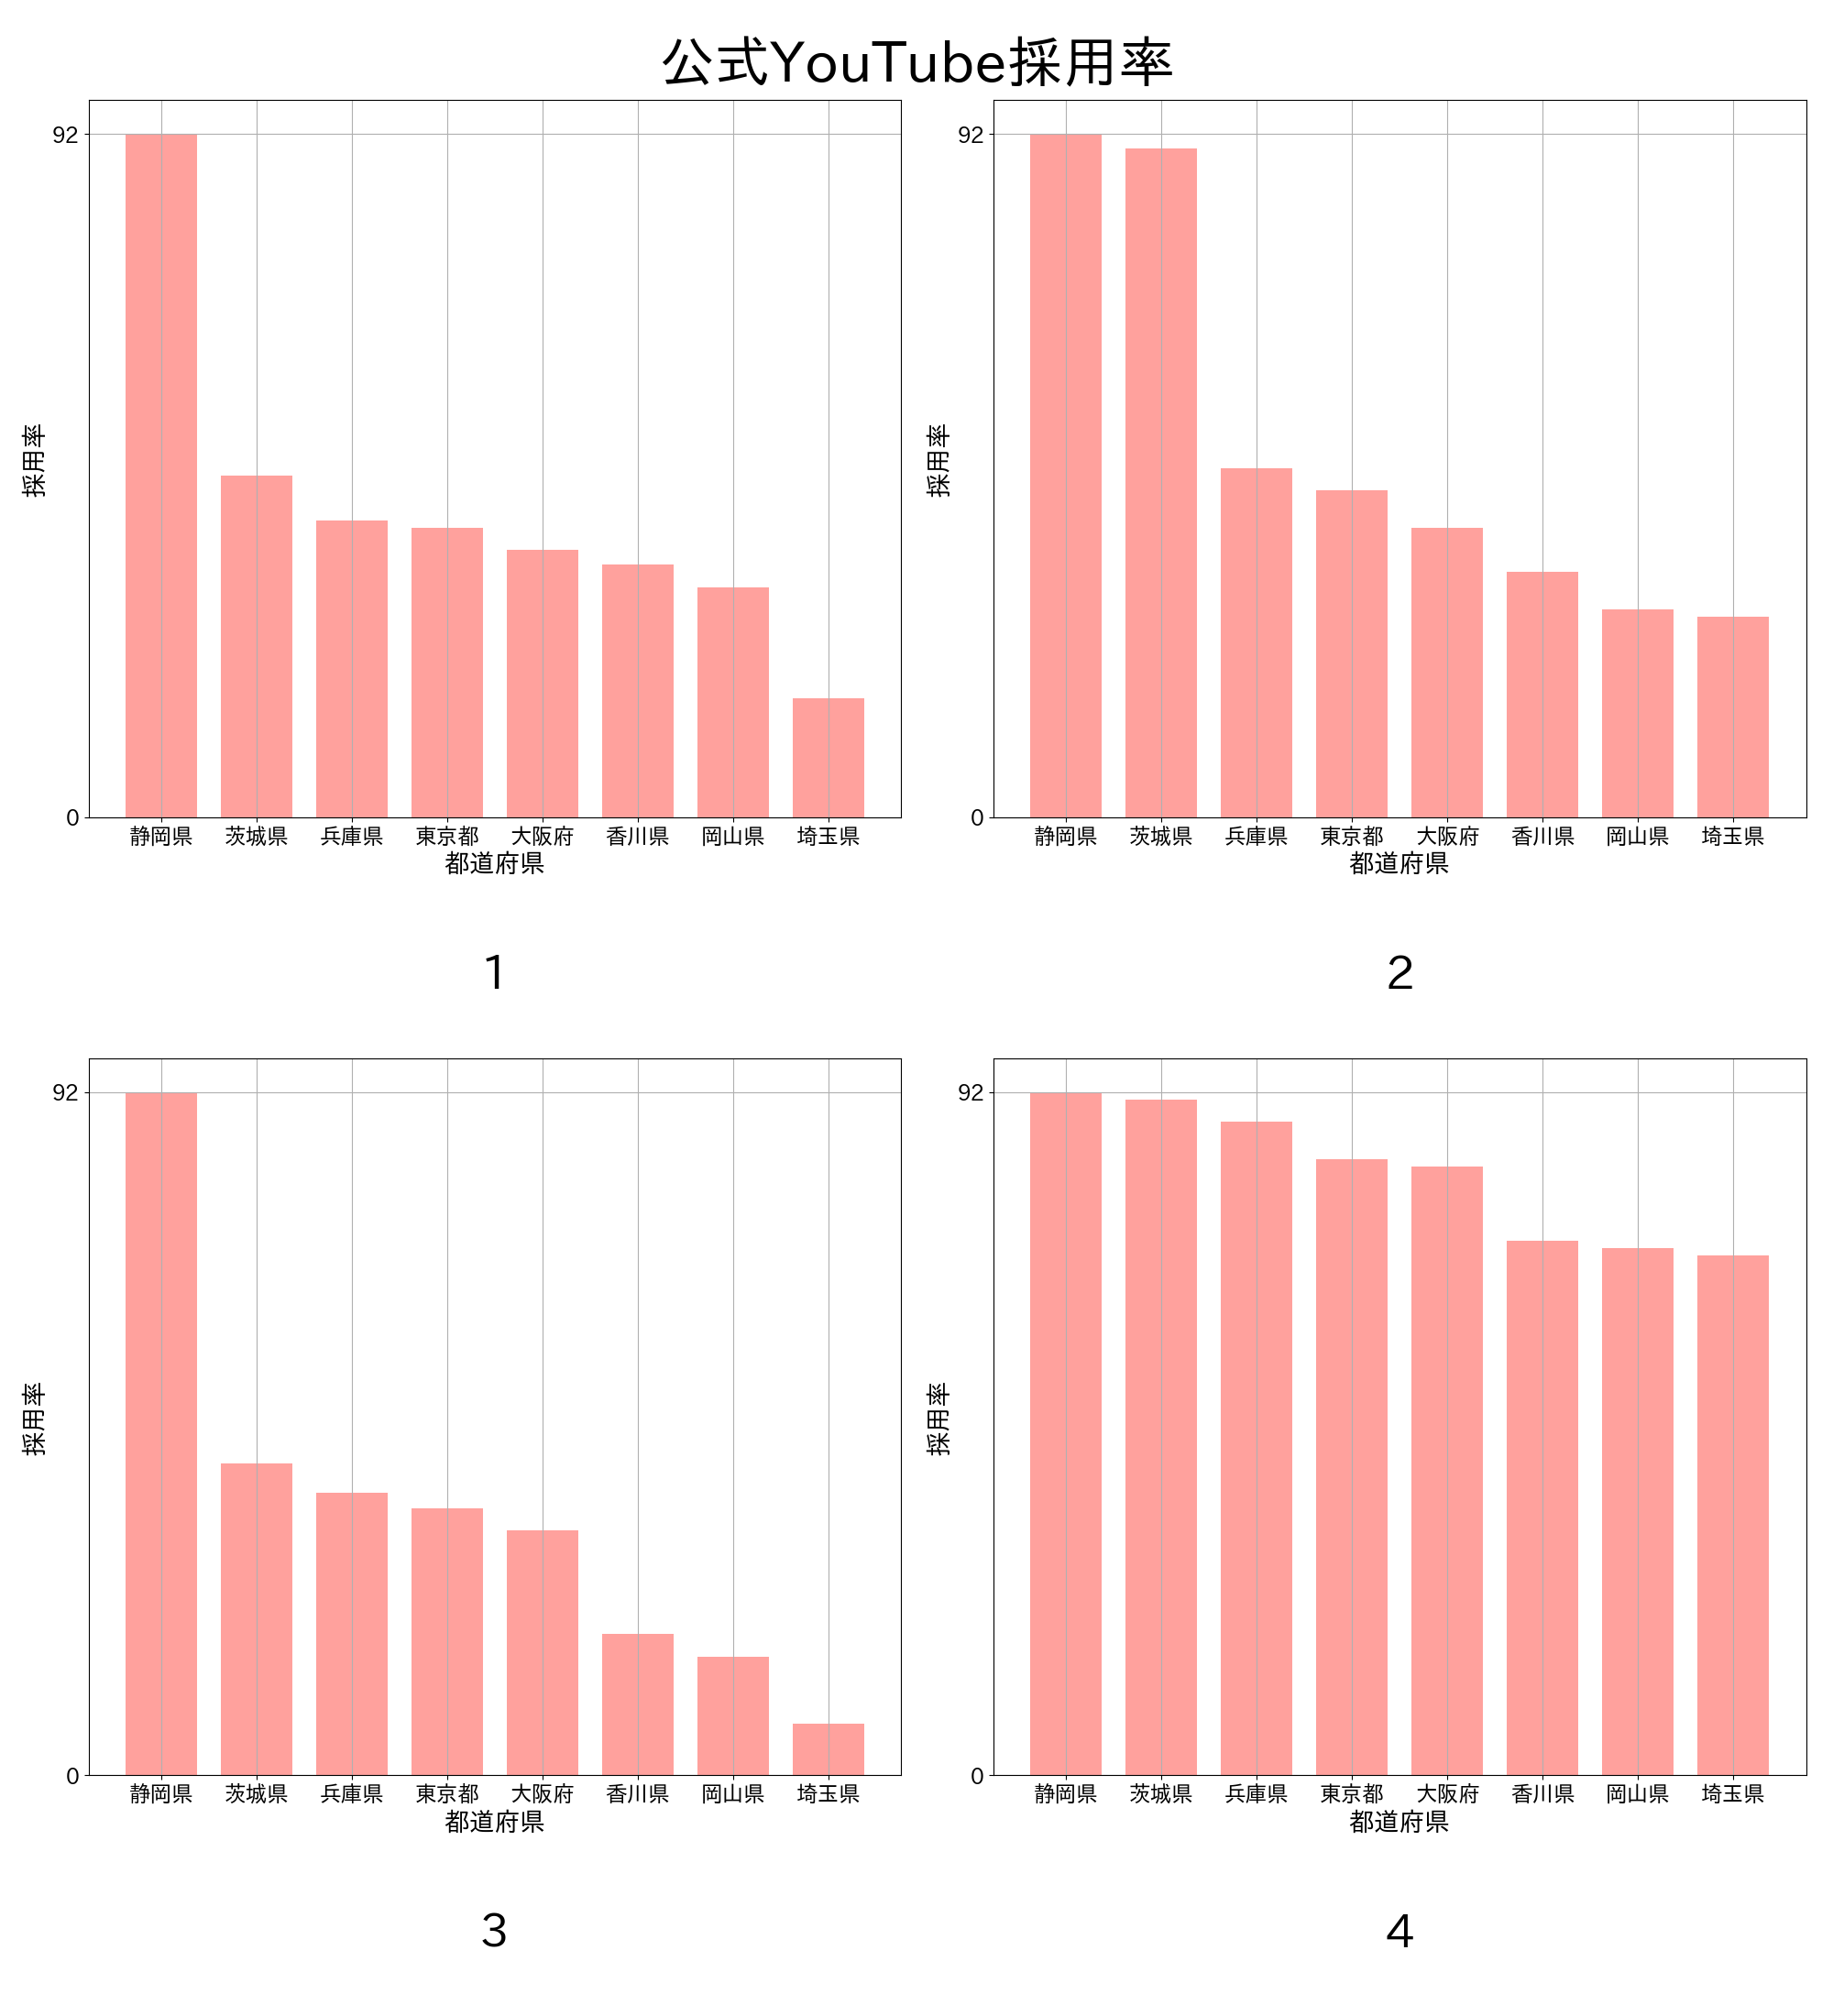 公式YouTube採用率
92
0
採用率
静岡県 茨城県 兵庫県 東京都 大阪府 香川県 岡山県 埼玉県
都道府県
1
92
0
採用率
静岡県 茨城県 兵庫県 東京都 大阪府 香川県 岡山県 埼玉県
都道府県
2
92
0
採用率
静岡県 茨城県 兵庫県 東京都 大阪府 香川県 岡山県 埼玉県
都道府県
3
92
0
採用率
静岡県 茨城県 兵庫県 東京都 大阪府 香川県 岡山県 埼玉県
都道府県
4